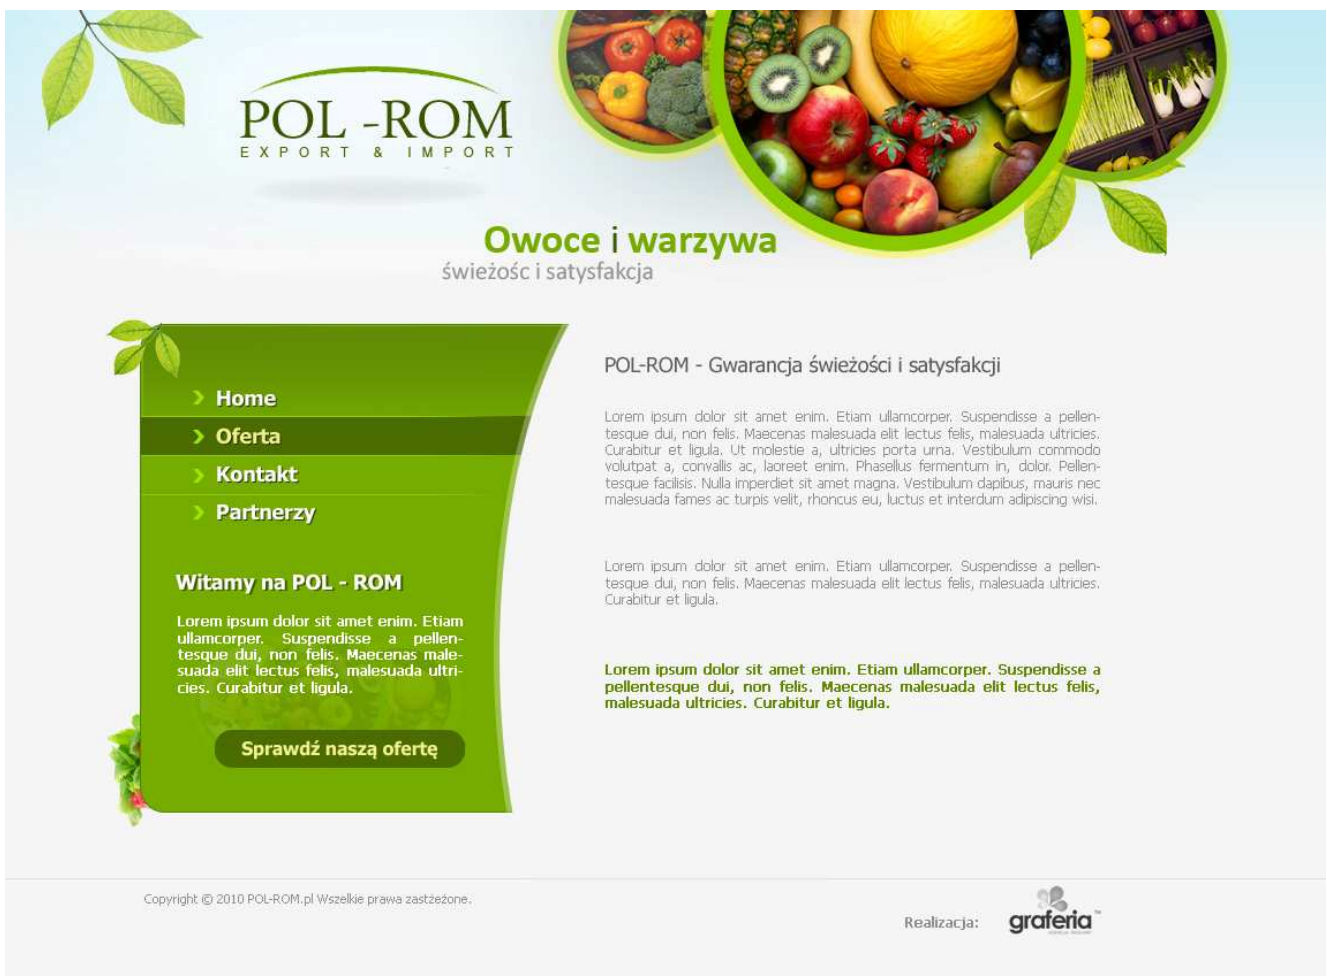 POL -ROM
EXPORT & IMPORT
Owoce i warzywa
świeżośc i satysfakcja
Home
Oferta
Kontakt
Partnerzy
Witamy na POL - ROM
Lorem ipsum dolor sit amet enim. Etiam
ullamcorper. Suspendisse a pellen-
tesque dui, non felis. Maecenas male-
suada elit lectus felis, malesuada ultri-
cies. Curabitur et ligula.
Sprawdź naszą ofertę
POL-ROM - Gwarancja świeżości i satysfakcji
Lorem ipsum dolor sit amet enim. Etiam ullamcorper. Suspendisse a pellen-
tesque dui, non felis. Maecenas malesuada elit lectus felis, malesuada ultricies.
Curabitur et ligula. Ut molestie a, ultricies porta urna. Vestibulum commodo
volutpat a, convallis ac, laoreet enim. Phasellus fermentum in, dolor. Pellen-
tesque facilisis. Nulla imperdiet sit amet magna. Vestibulum dapibus, mauris nec
malesuada fames ac turpis velit, rhoncus eu, luctus et interdum adipiscing wisi.
Lorem ipsum dolor sit amet enim. Etiam ullamcorper. Suspendisse a pellen-
tesque dui, non felis. Maecenas malesuada elit lectus felis, malesuada ultricies.
Curabitur et ligula.
Lorem ipsum dolor sit amet enim. Etiam ullamcorper. Suspendisse a
pellentesque dui, non felis. Maecenas malesuada elit lectus felis,
malesuada ultricies. Curabitur et ligula.
Copyright © 2010 POL-ROM.pl Wszelkie prawa zastżeżone.
Realizacja:
graferia™